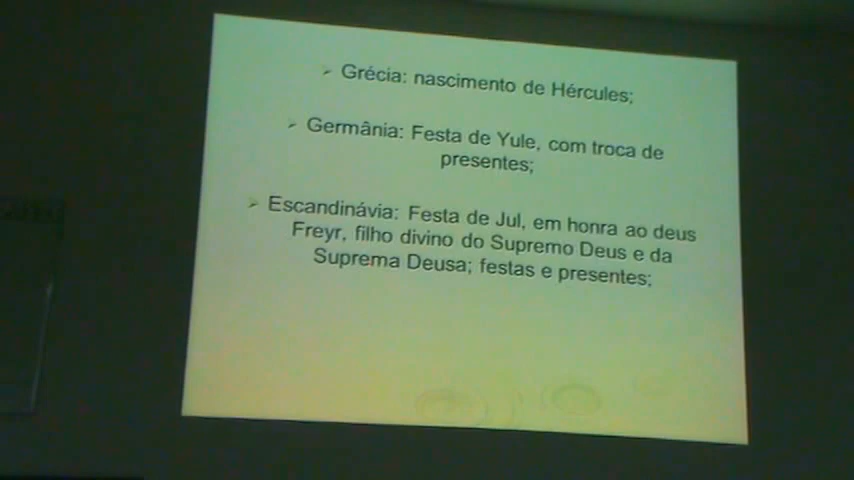 Grécia: nascimento de Hércules;
Germânia: Festa de Yule, com troca de
presentes;
Escandinávia: Festa de Jul, em honra ao deus
Freyr, filho divino do Supremo Deus e da
Suprema Deusa; festas e presentes;